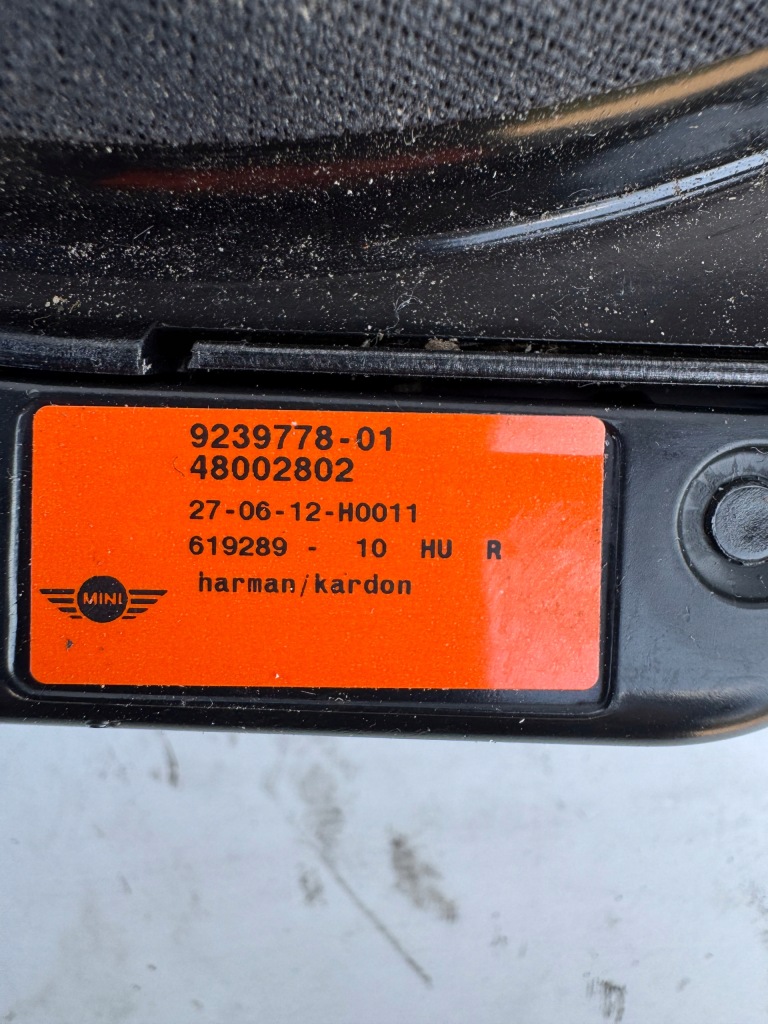 9239778-01
48002802
27-06-12-H0011
619289 - 10 HU R
harman/kardon
MINI